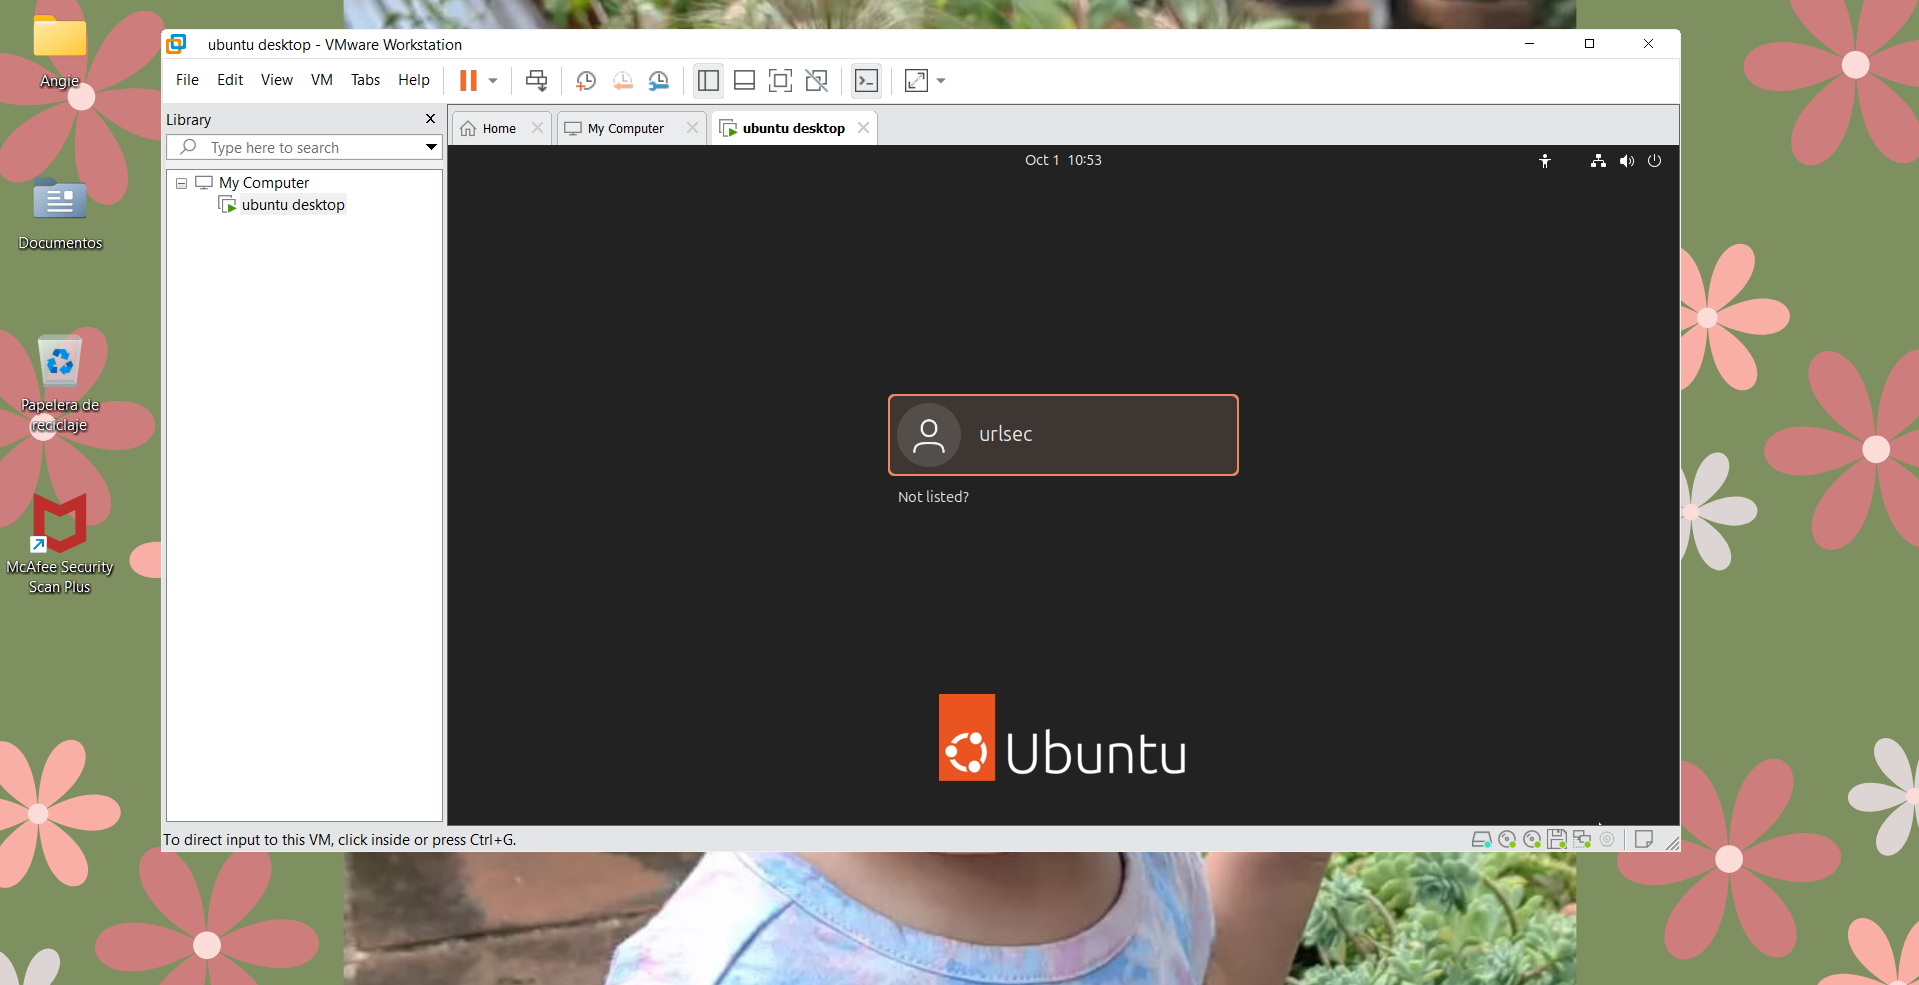 Angie
Documentos
Papelera de
reciclaje
McAfee Security
Scan Plus
ubuntu desktop - VMware Workstation
File Edit View VM Tabs Help
Library
Type here to search
My Computer
ubuntu desktop
Home
My Computer
ubuntu desktop
Oct 1 10:53
urlsec
Not listed?
Ubuntu
To direct input to this VM, click inside or press Ctrl+G.